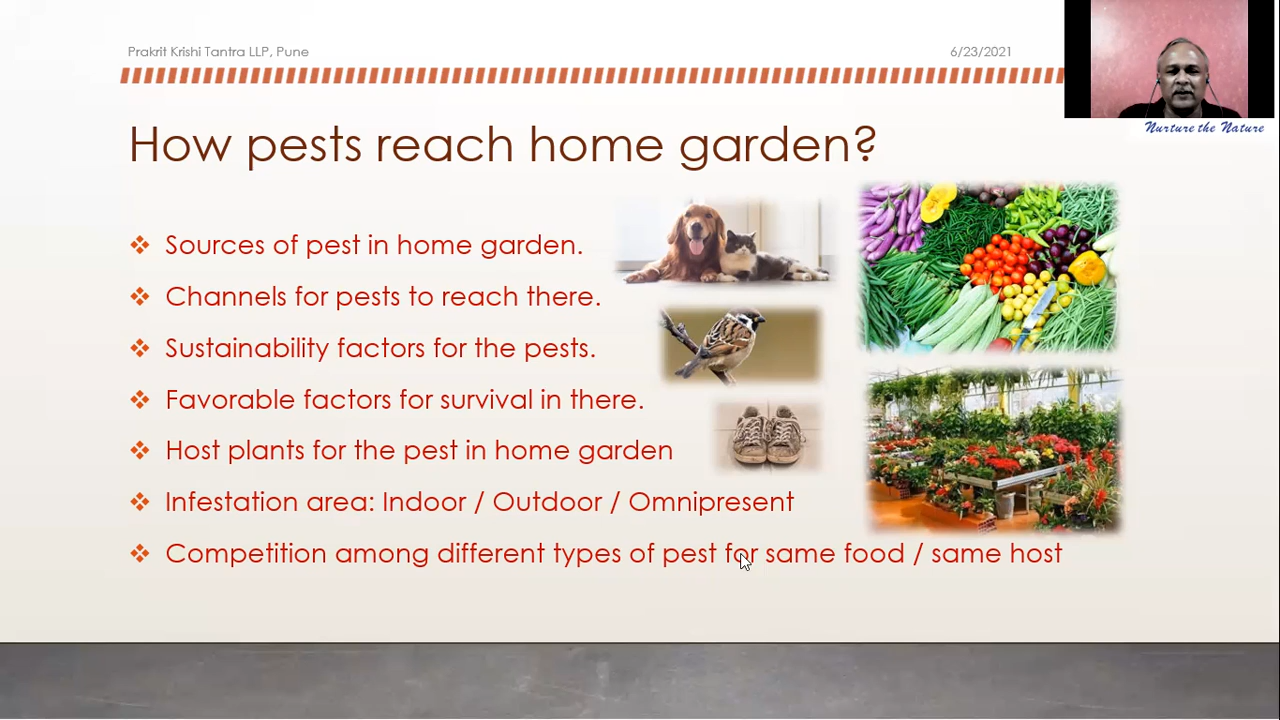 Prakrit Krishi Tantra LLP, Pune
6/23/2021
Nurture the Nature
How pests reach home garden?
Sources of pest in home garden.
Channels for pests to reach there.
Sustainability factors for the pests.
Favorable factors for survival in there.
Host plants for the pest in home garden
Infestation area: Indoor / Outdoor / Omnipresent
Competition among different types of pest for same food / same host